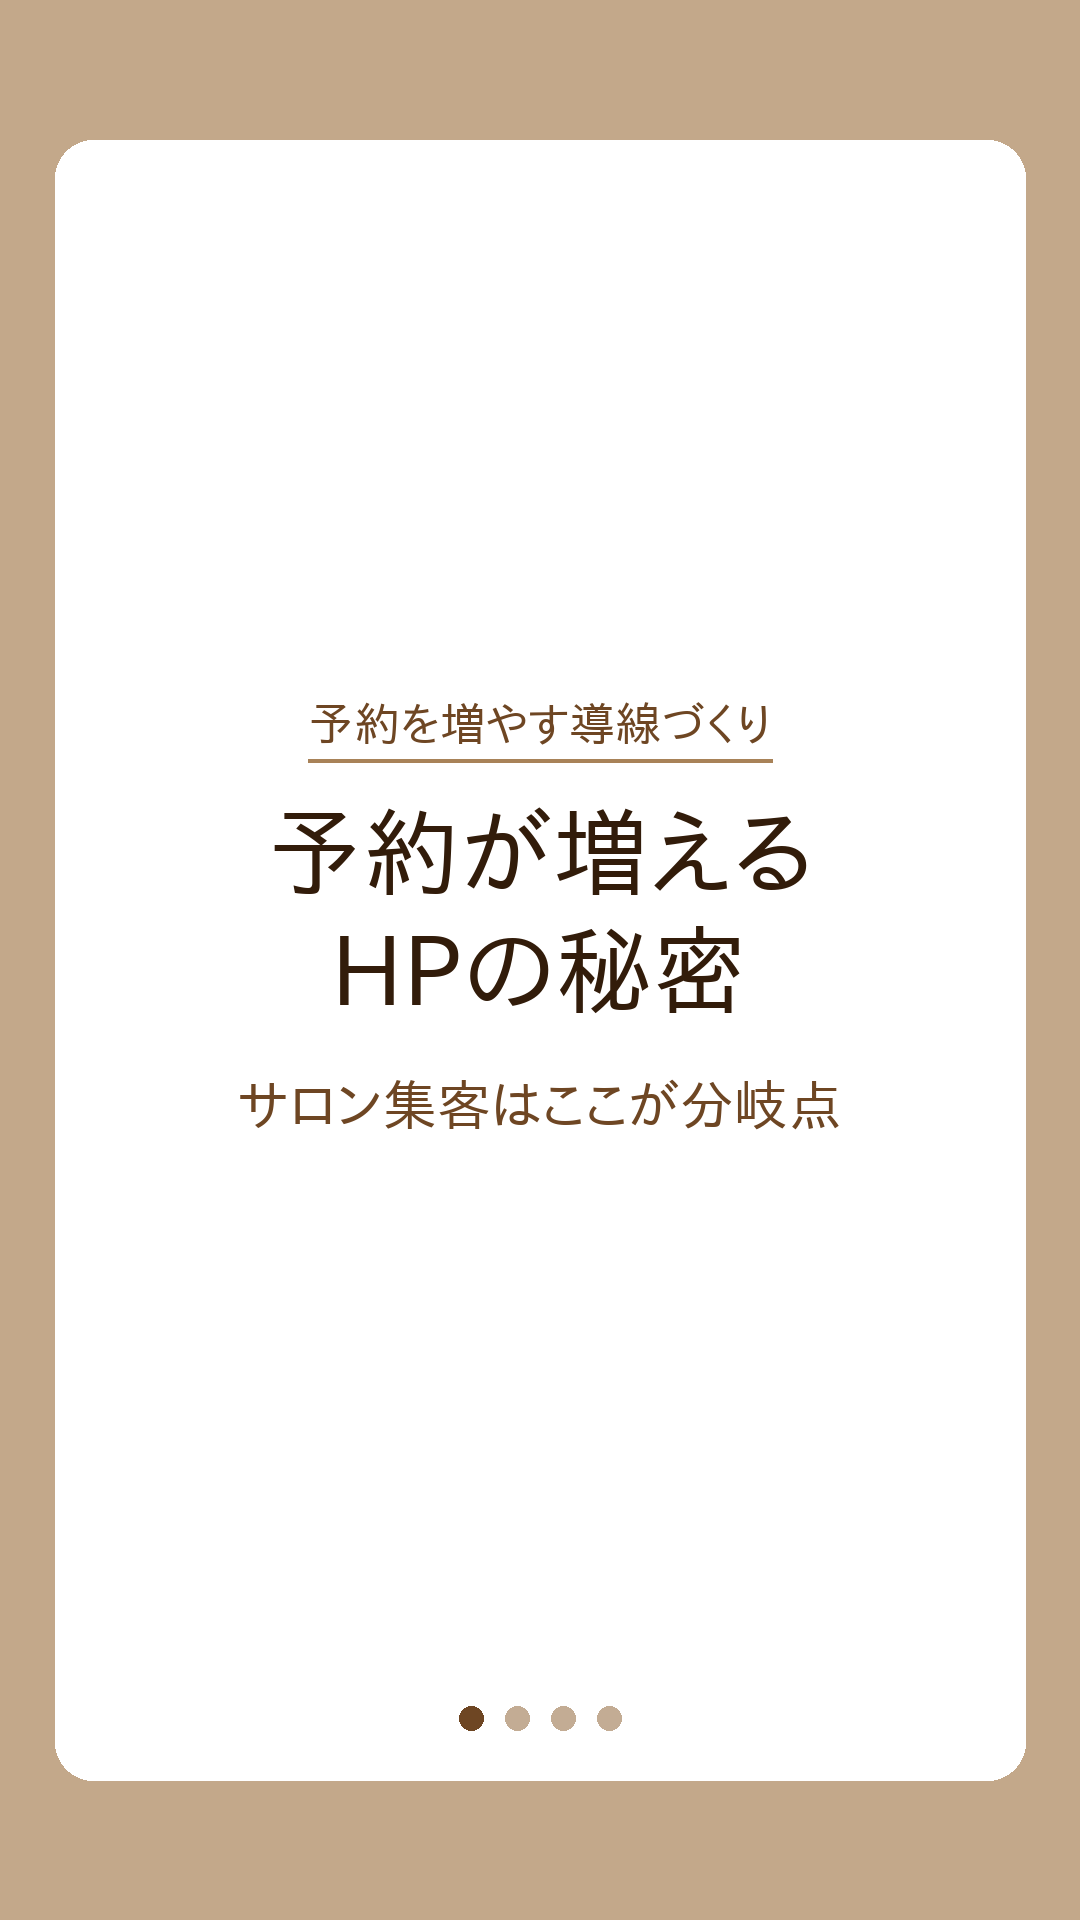 予約を増やす導線づくり
予約が増える
HPの秘密
サロン集客はここが分岐点